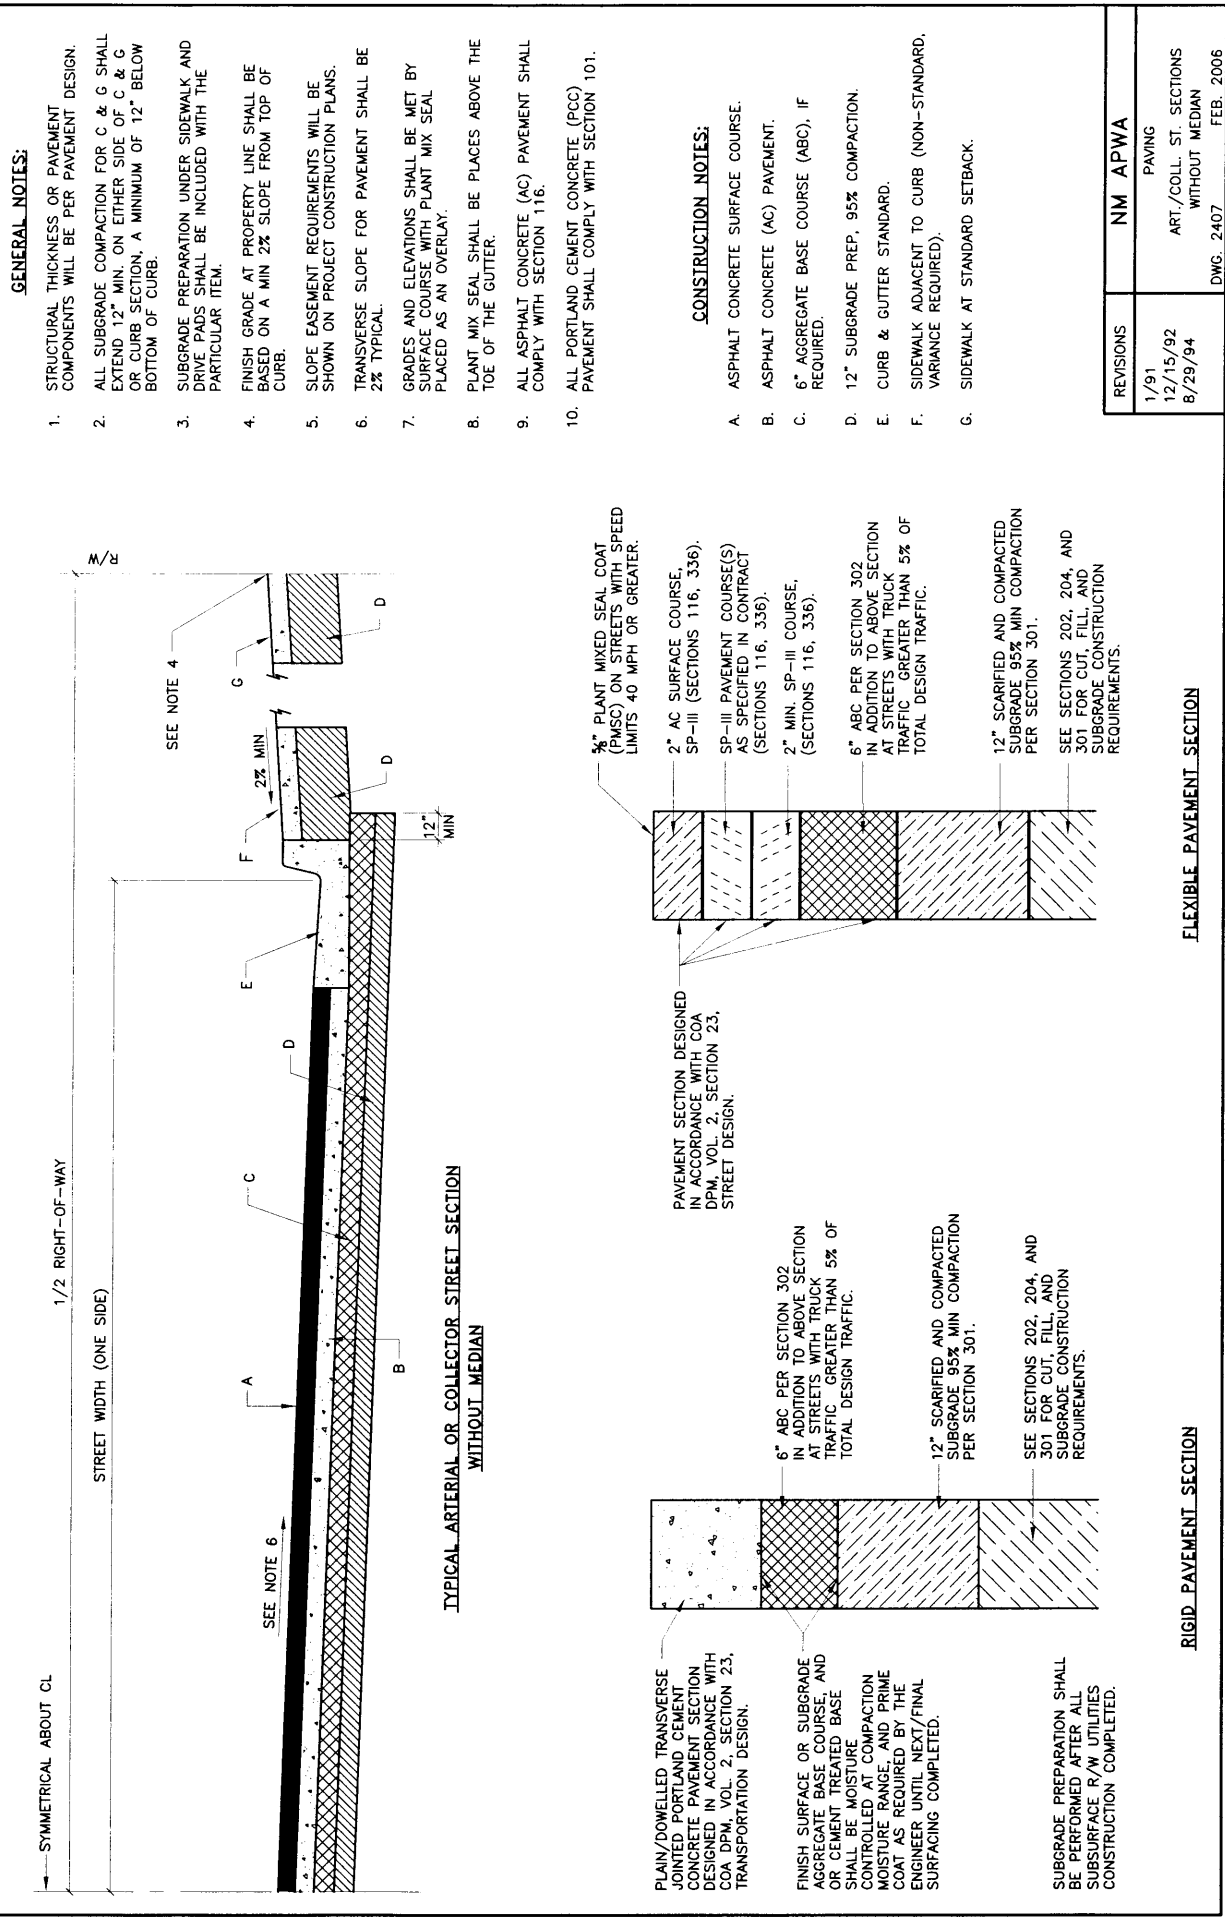 SYMMETRICAL ABOUT CL
1/2 RIGHT-OF-WAY
R/W
STREET WIDTH (ONE SIDE)
SEE NOTE 4
SEE NOTE 6
2% MIN
A
B
C
D
E
F
G
D
D
12"
MIN
TYPICAL ARTERIAL OR COLLECTOR STREET SECTION
WITHOUT MEDIAN
PLAIN/DOWELLED TRANSVERSE
JOINTED PORTLAND CEMENT
CONCRETE PAVEMENT SECTION
DESIGNED IN ACCORDANCE WITH
COA DPM, VOL. 2, SECTION 23,
TRANSPORTATION DESIGN.
FINISH SURFACE OR SUBGRADE
AGGREGATE BASE COURSE, AND
OR CEMENT TREATED BASE
SHALL BE MOISTURE
CONTROLLED AT COMPACTION
MOISTURE RANGE, AND PRIME
COAT AS REQUIRED BY THE
ENGINEER UNTIL NEXT/FINAL
SURFACING COMPLETED.
SUBGRADE PREPARATION SHALL
BE PERFORMED AFTER ALL
SUBSURFACE R/W UTILITIES
CONSTRUCTION COMPLETED.
6" ABC PER SECTION 302
IN ADDITION TO ABOVE SECTION
AT STREETS WITH TRUCK
TRAFFIC GREATER THAN 5% OF
TOTAL DESIGN TRAFFIC.
12" SCARIFIED AND COMPACTED
SUBGRADE 95% MIN COMPACTION
PER SECTION 301.
SEE SECTIONS 202, 204, AND
301 FOR CUT, FILL, AND
SUBGRADE CONSTRUCTION
REQUIREMENTS.
RIGID PAVEMENT SECTION
PAVEMENT SECTION DESIGNED
IN ACCORDANCE WITH COA
DPM, VOL. 2, SECTION 23,
STREET DESIGN.
PLANT MIXED SEAL COAT
(PMSC) ON STREETS WITH SPEED
LIMITS 40 MPH OR GREATER.
2" AC SURFACE COURSE,
SP-III (SECTIONS 116, 336).
SP-III PAVEMENT COURSE(S)
AS SPECIFIED IN CONTRACT
(SECTIONS 116, 336).
2" MIN. SP-III COURSE,
(SECTIONS 116, 336).
6" ABC PER SECTION 302
IN ADDITION TO ABOVE SECTION
AT STREETS WITH TRUCK
TRAFFIC GREATER THAN 5% OF
TOTAL DESIGN TRAFFIC.
12" SCARIFIED AND COMPACTED
SUBGRADE 95% MIN COMPACTION
PER SECTION 301.
SEE SECTIONS 202, 204, AND
301 FOR CUT, FILL, AND
SUBGRADE CONSTRUCTION
REQUIREMENTS.
FLEXIBLE PAVEMENT SECTION
GENERAL NOTES:
1. STRUCTURAL THICKNESS OR PAVEMENT
COMPONENTS WILL BE PER PAVEMENT DESIGN.
2. ALL SUBGRADE COMPACTION FOR C & G SHALL
EXTEND 12" MIN. ON EITHER SIDE OF C & G
OR CURB SECTION, A MINIMUM OF 12" BELOW
BOTTOM OF CURB.
3. SUBGRADE PREPARATION UNDER SIDEWALK AND
DRIVE PADS SHALL BE INCLUDED WITH THE
PARTICULAR ITEM.
4. FINISH GRADE AT PROPERTY LINE SHALL BE
BASED ON A MIN 2% SLOPE FROM TOP OF
CURB.
5. SLOPE EASEMENT REQUIREMENTS WILL BE
SHOWN ON PROJECT CONSTRUCTION PLANS.
6. TRANSVERSE SLOPE FOR PAVEMENT SHALL BE
2% TYPICAL.
7. GRADES AND ELEVATIONS SHALL BE MET BY
SURFACE COURSE WITH PLANT MIX SEAL
PLACED AS AN OVERLAY.
8. PLANT MIX SEAL SHALL BE PLACES ABOVE THE
TOE OF THE GUTTER.
9. ALL ASPHALT CONCRETE (AC) PAVEMENT SHALL
COMPLY WITH SECTION 116.
10. ALL PORTLAND CEMENT CONCRETE (PCC)
PAVEMENT SHALL COMPLY WITH SECTION 101.
CONSTRUCTION NOTES:
A. ASPHALT CONCRETE SURFACE COURSE.
B. ASPHALT CONCRETE (AC) PAVEMENT.
C. 6" AGGREGATE BASE COURSE (ABC), IF
REQUIRED.
D. 12" SUBGRADE PREP, 95% COMPACTION.
E. CURB & GUTTER STANDARD.
F. SIDEWALK ADJACENT TO CURB (NON-STANDARD,
VARIANCE REQUIRED).
G. SIDEWALK AT STANDARD SETBACK.
REVISIONS
1/91
12/15/92
8/29/94
NM APWA
PAVING
ART./COLL. ST. SECTIONS
WITHOUT MEDIAN
DWG. 2407 FEB. 2006